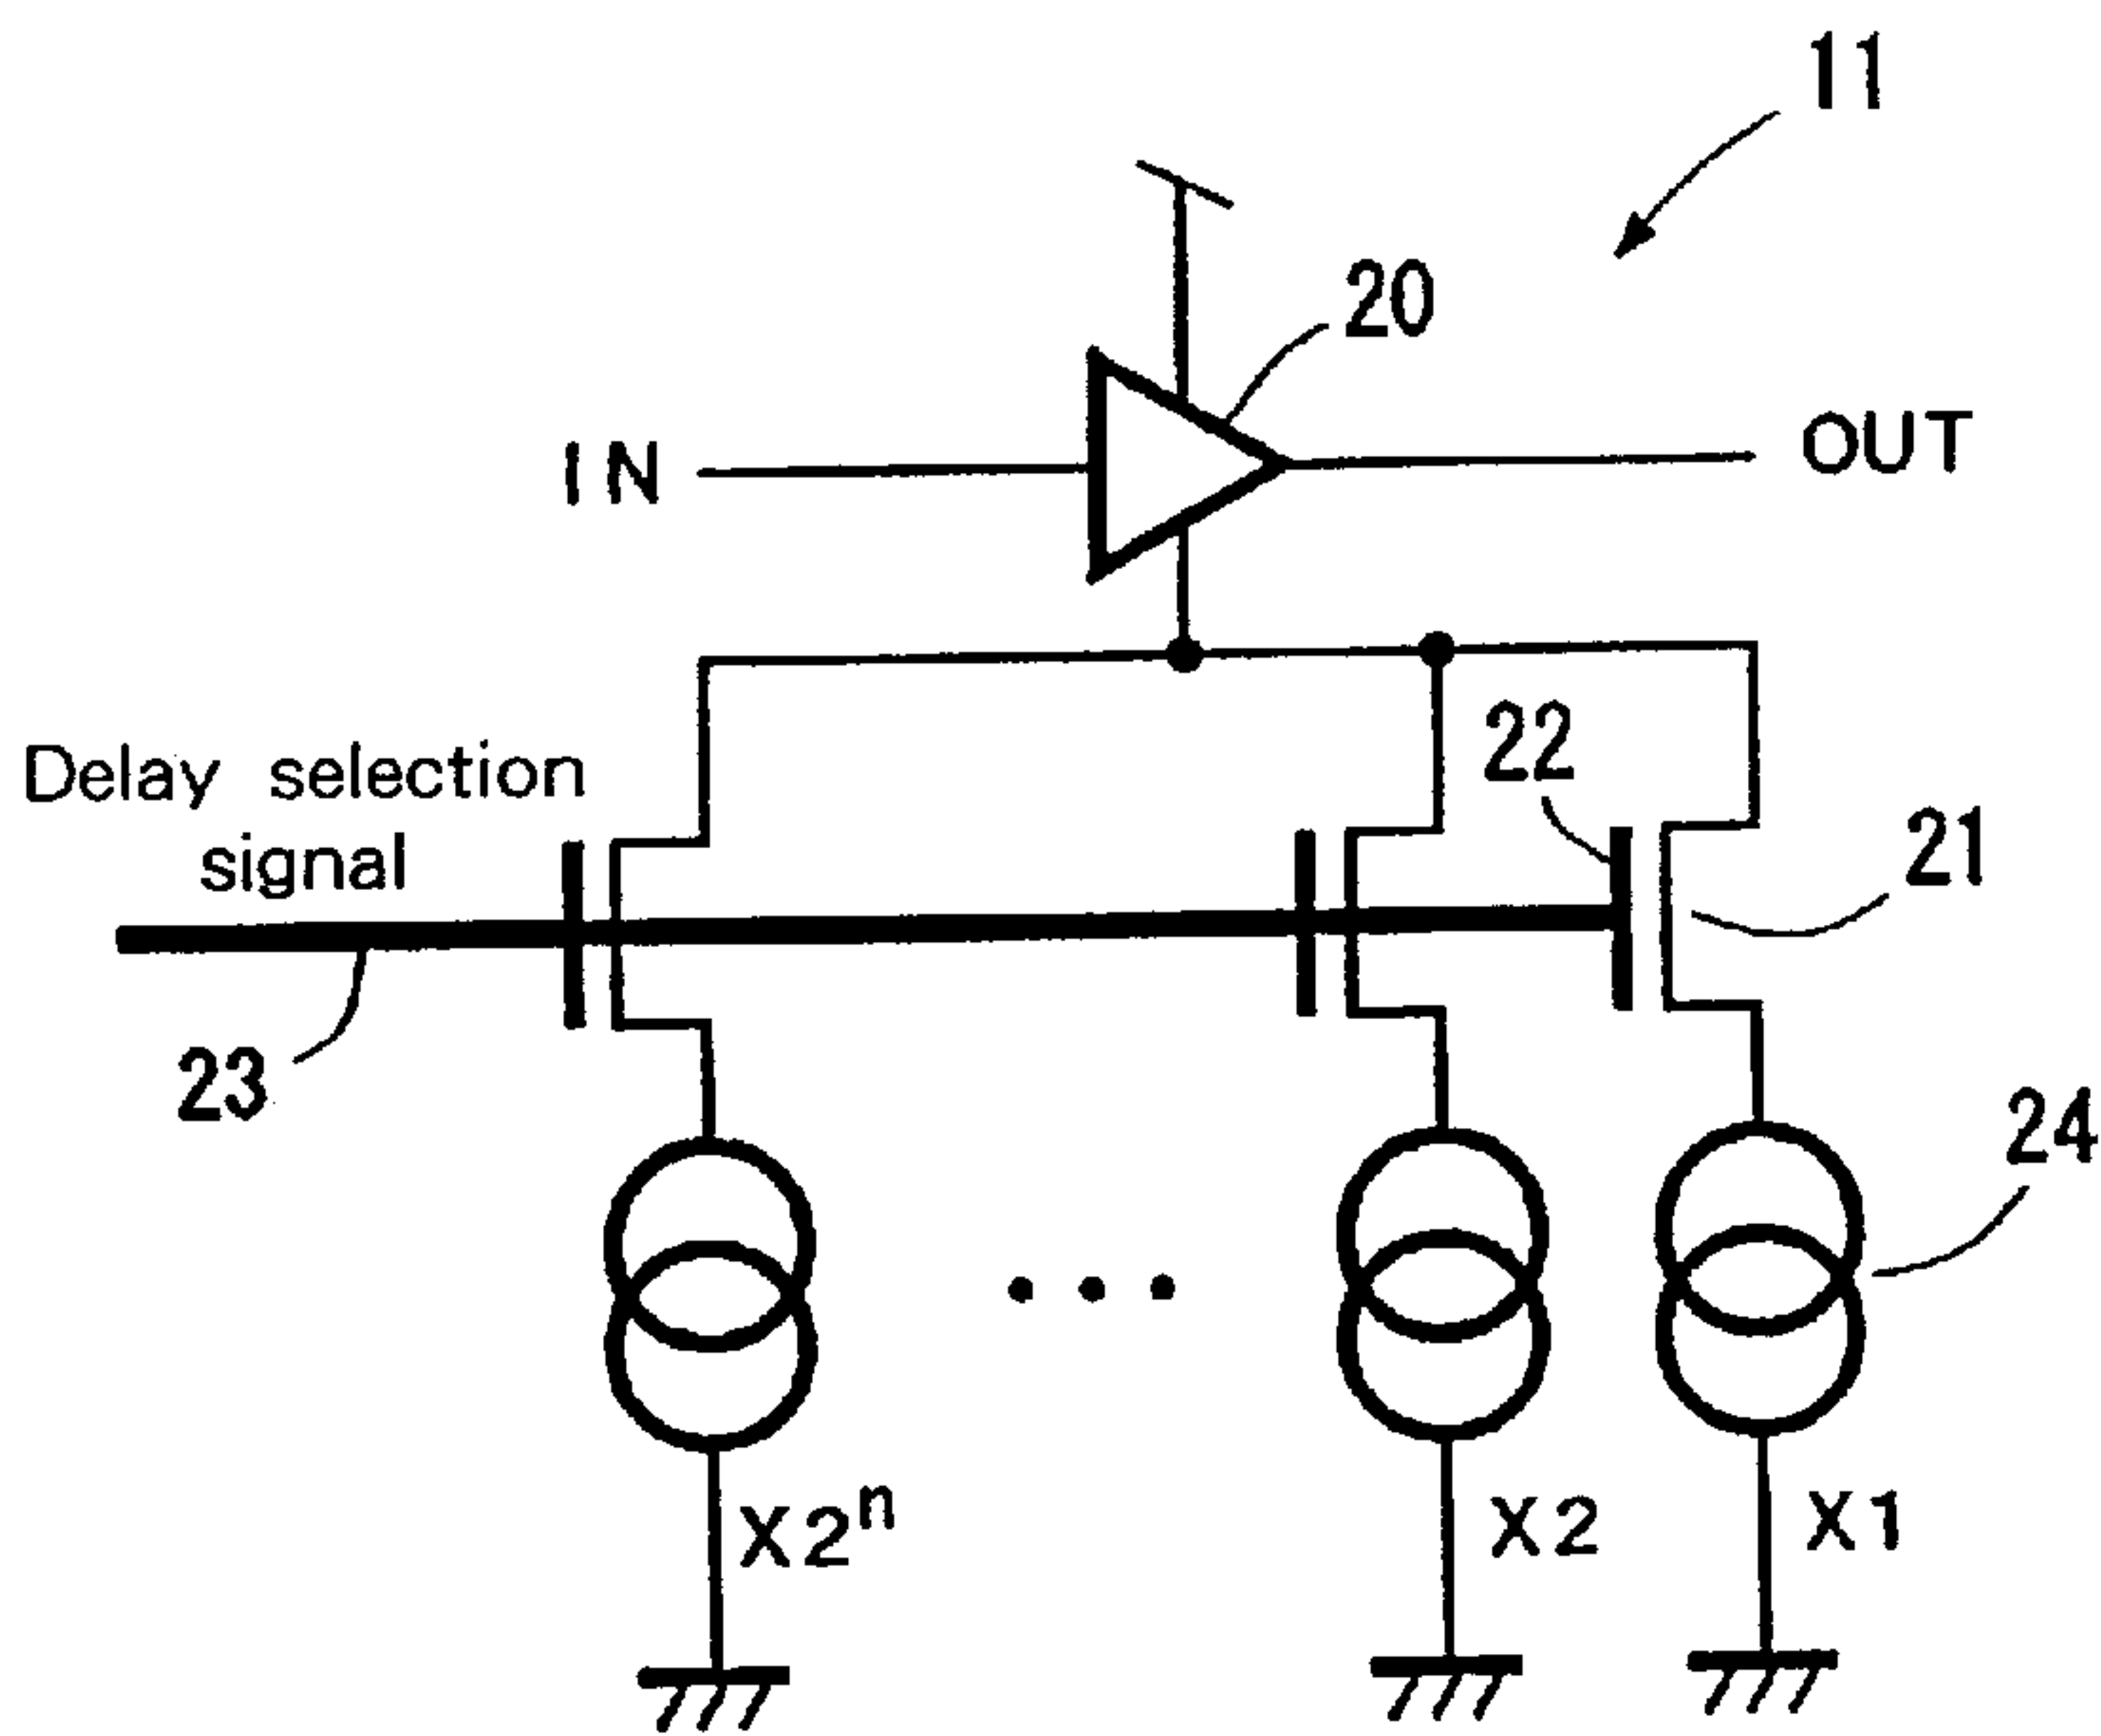 11
20
IN
OUT
22
Delay selection
signal
21
23
24
X2ⁿ
X2
X1